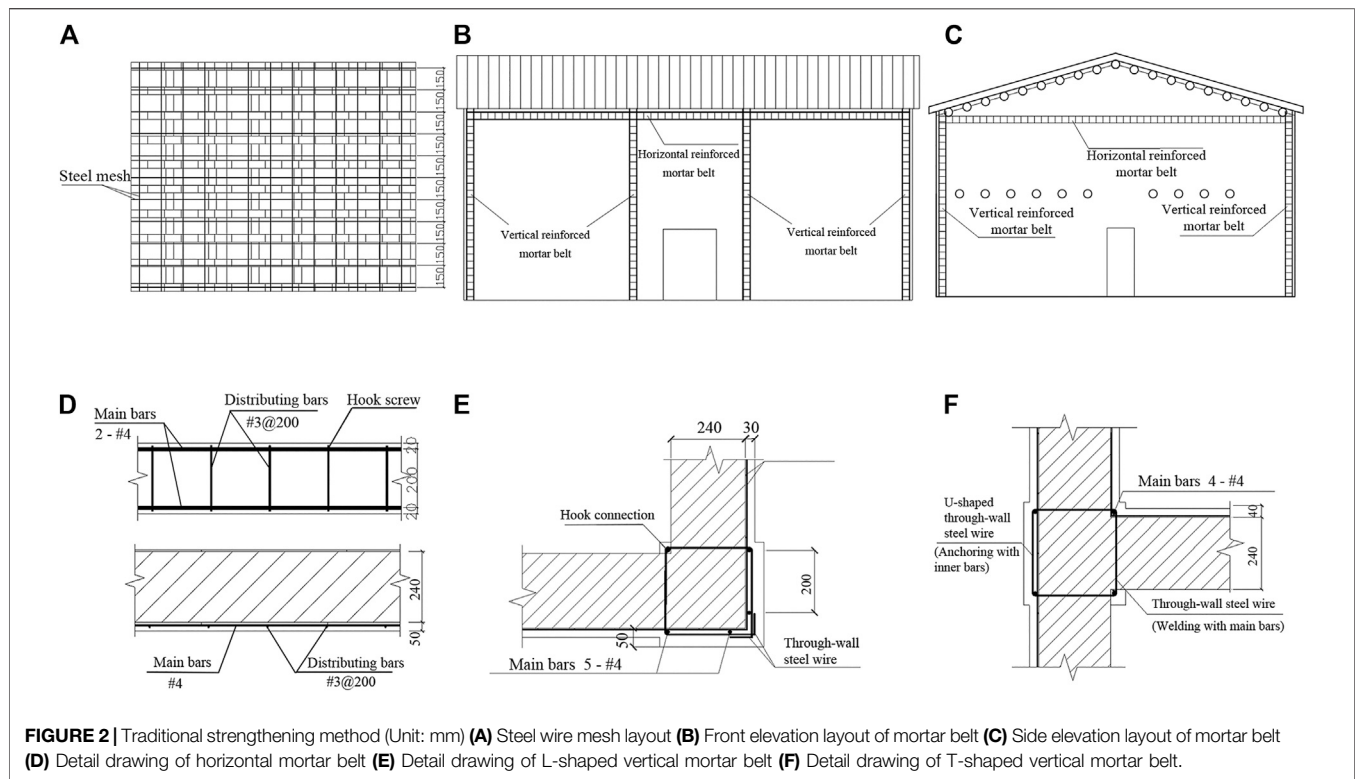 A
Steel mesh
150
150
150
150
150
150
150
150
150
150
B
Horizontal reinforced
mortar belt
Vertical reinforced
mortar belt
Vertical reinforced
mortar belt
C
Horizontal reinforced
mortar belt
Vertical reinforced
mortar belt
Vertical reinforced
mortar belt
D
Main bars
2 - #4
Distributing bars
#3@200
Hook screw
20
200
20
240
50
Main bars
#4
Distributing bars
#3@200
E
240
30
Hook connection
200
50
Through-wall
steel wire
Main bars 5 - #4
F
Main bars 4 - #4
U-shaped
through-wall
steel wire
(Anchoring with
inner bars)
40
240
Through-wall steel wire
(Welding with main bars)
FIGURE 2 | Traditional strengthening method (Unit: mm) (A) Steel wire mesh layout (B) Front elevation layout of mortar belt (C) Side elevation layout of mortar belt
(D) Detail drawing of horizontal mortar belt (E) Detail drawing of L-shaped vertical mortar belt (F) Detail drawing of T-shaped vertical mortar belt.